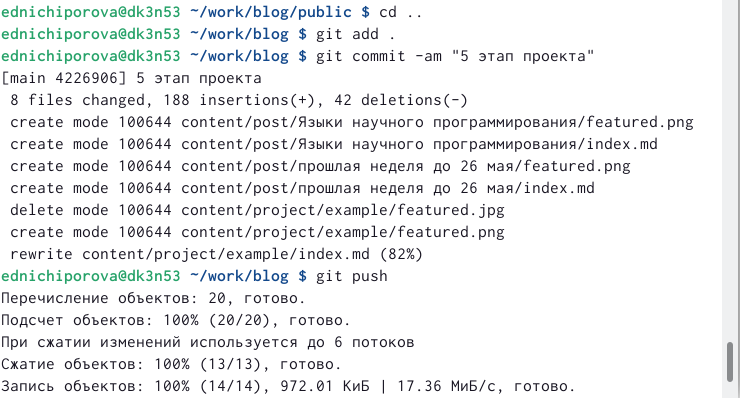 ednichiporova@dk3n53 ~/work/blog/public $ cd ..
ednichiporova@dk3n53 ~/work/blog $ git add .
ednichiporova@dk3n53 ~/work/blog $ git commit -am "5 этап проекта"
[main 4226906] 5 этап проекта
 8 files changed, 188 insertions(+), 42 deletions(-)
 create mode 100644 content/post/Языки научного программирования/featured.png
 create mode 100644 content/post/Языки научного программирования/index.md
 create mode 100644 content/post/прошлая неделя до 26 мая/featured.png
 create mode 100644 content/post/прошлая неделя до 26 мая/index.md
 delete mode 100644 content/project/example/featured.jpg
 create mode 100644 content/project/example/featured.png
 rewrite content/project/example/index.md (82%)
ednichiporova@dk3n53 ~/work/blog $ git push
Перечисление объектов: 20, готово.
Подсчет объектов: 100% (20/20), готово.
При сжатии изменений используется до 6 потоков
Сжатие объектов: 100% (13/13), готово.
Запись объектов: 100% (14/14), 972.01 КиБ | 17.36 МиБ/с, готово.